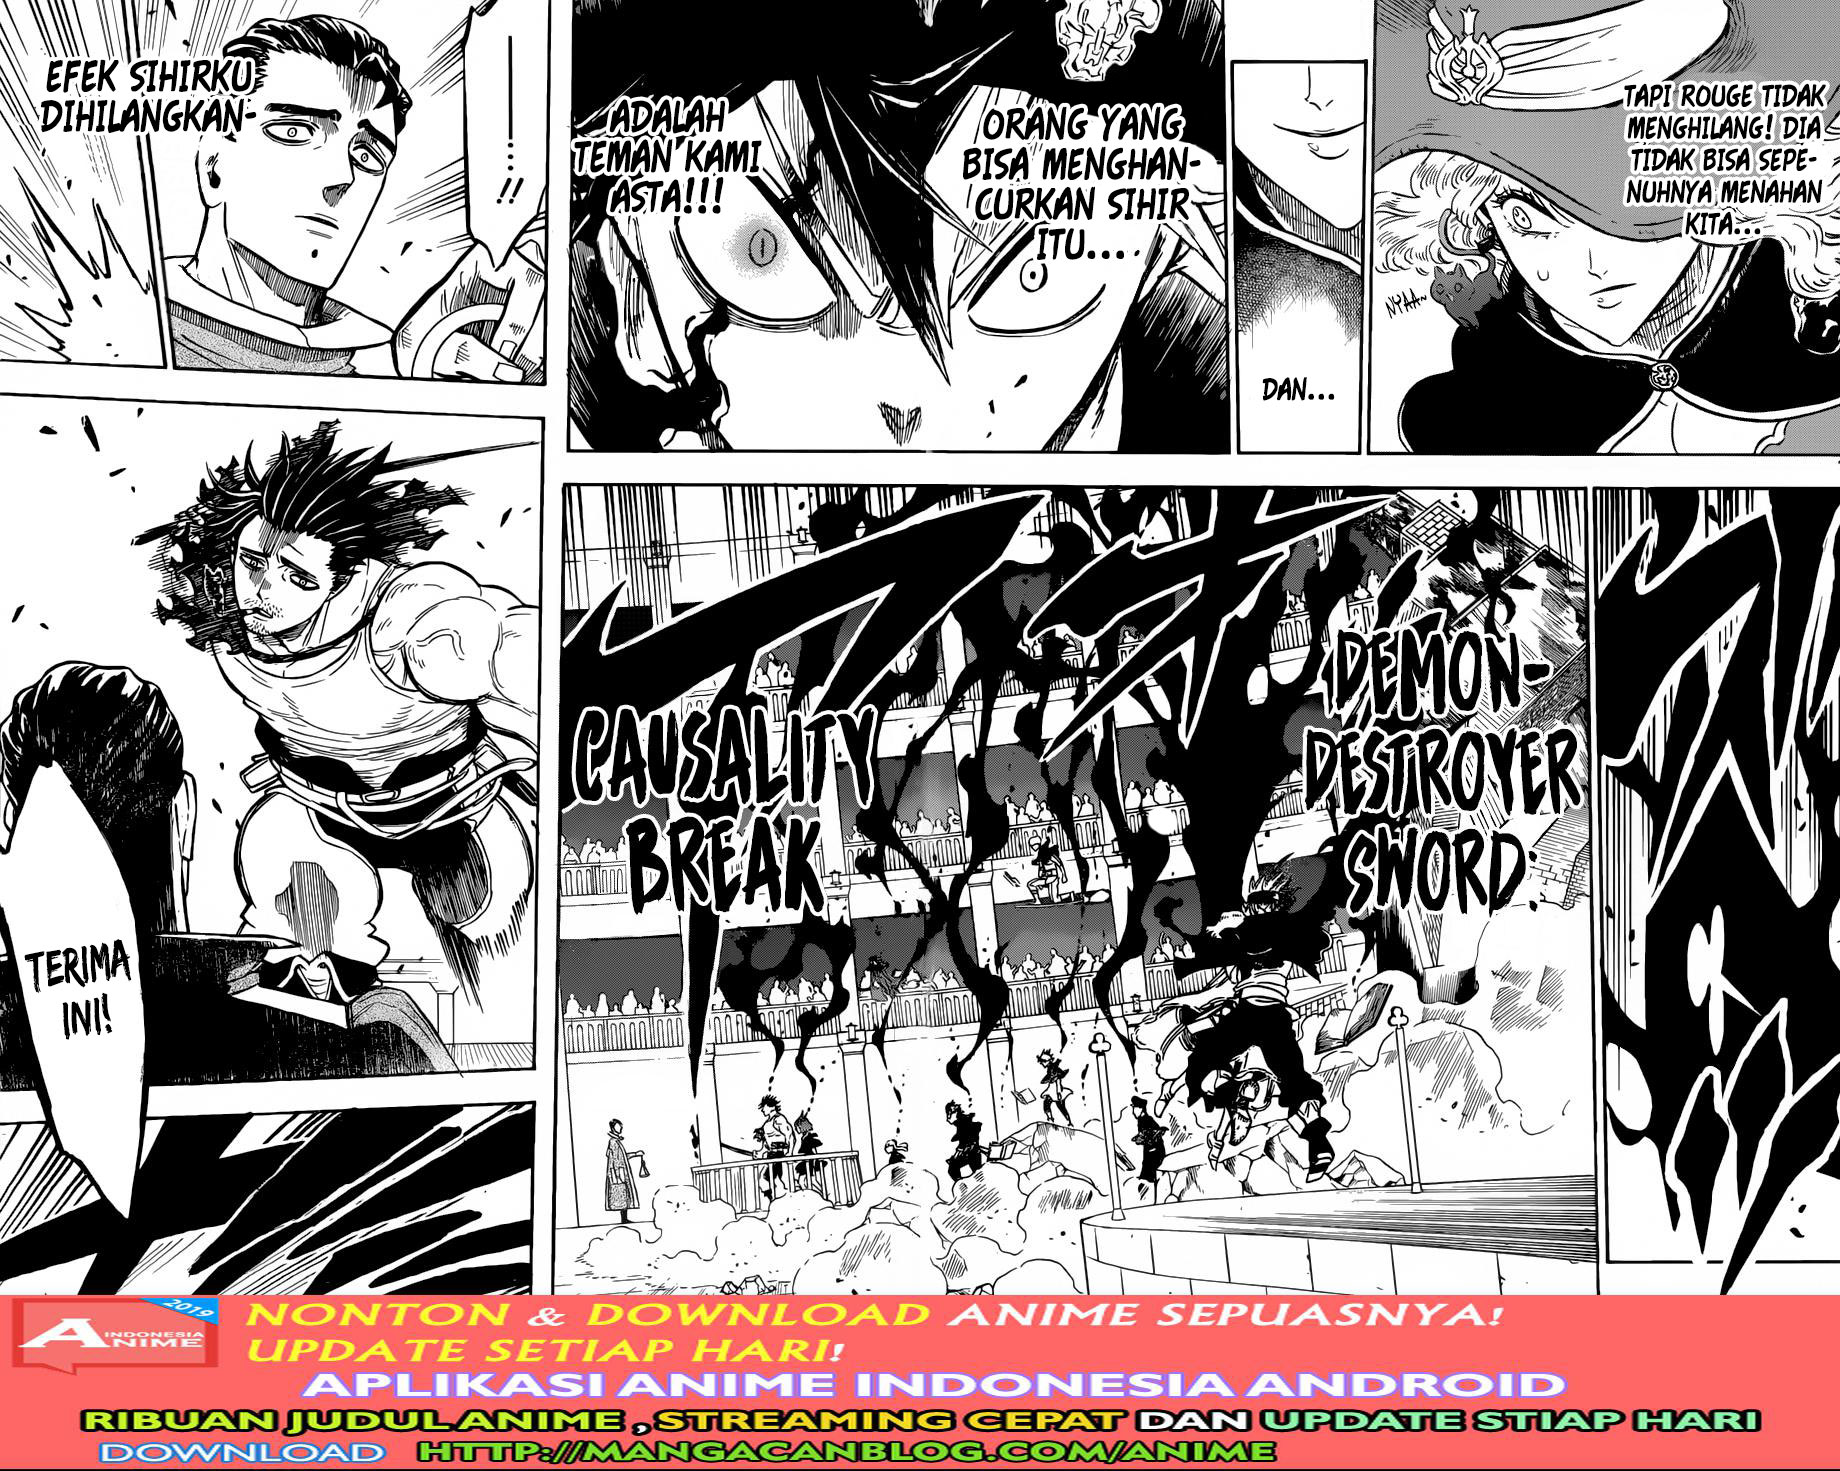 TAPI ROUGE TIDAK
MENGHILANG! DIA
TIDAK BISA SEPE-
NUHNYA MENAHAN
KITA...
NYAA~
DAN...
ORANG YANG
BISA MENGHAN-
CURKAN SIHIR
ITU....
ADALAH
TEMAN KAMI
ASTA!!!
......!!
EFEK SIHIRKU
DIHILANGKAN-
DEMON-
DESTROYER
SWORD:
CAUSALITY
BREAK
TERIMA
INI!
2019
A INDONESIA
ANIME
NONTON & DOWNLOAD ANIME SEPUASNYA!
UPDATE SETIAP HARI!
APLIKASI ANIME INDONESIA ANDROID
RIBUAN JUDUL ANIME , STREAMING CEPAT DAN UPDATE STIAP HARI
DOWNLOAD HTTP://MANGACANBLOG.COM/ANIME